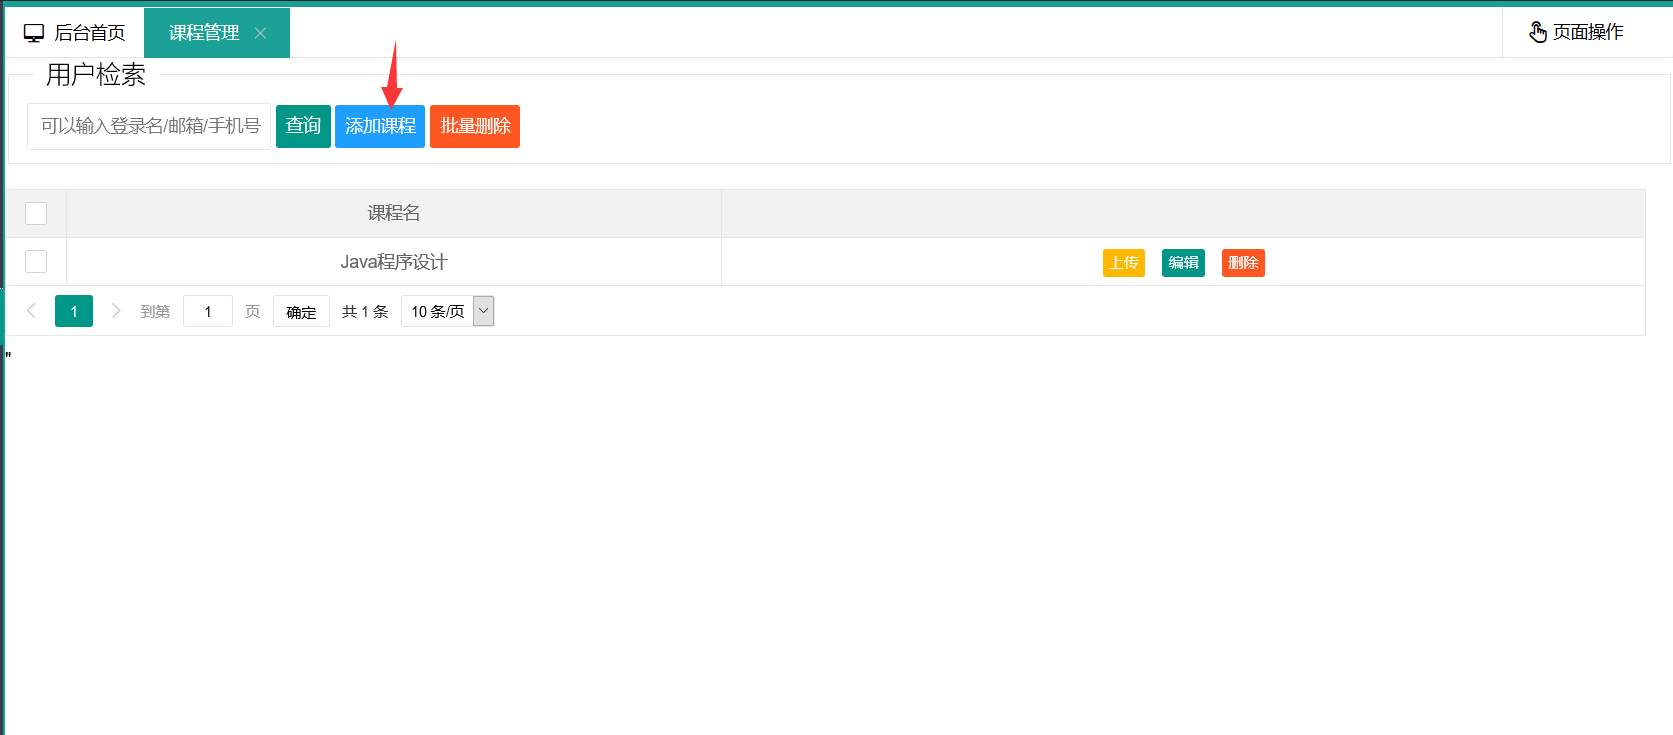 后台首页 课程管理 页面操作
用户检索
可以输入登录名/邮箱/手机号 查询 添加课程 批量删除
课程名
Java程序设计 上传 编辑 删除
1 到第 1 页 确定 共 1 条 10 条/页
"